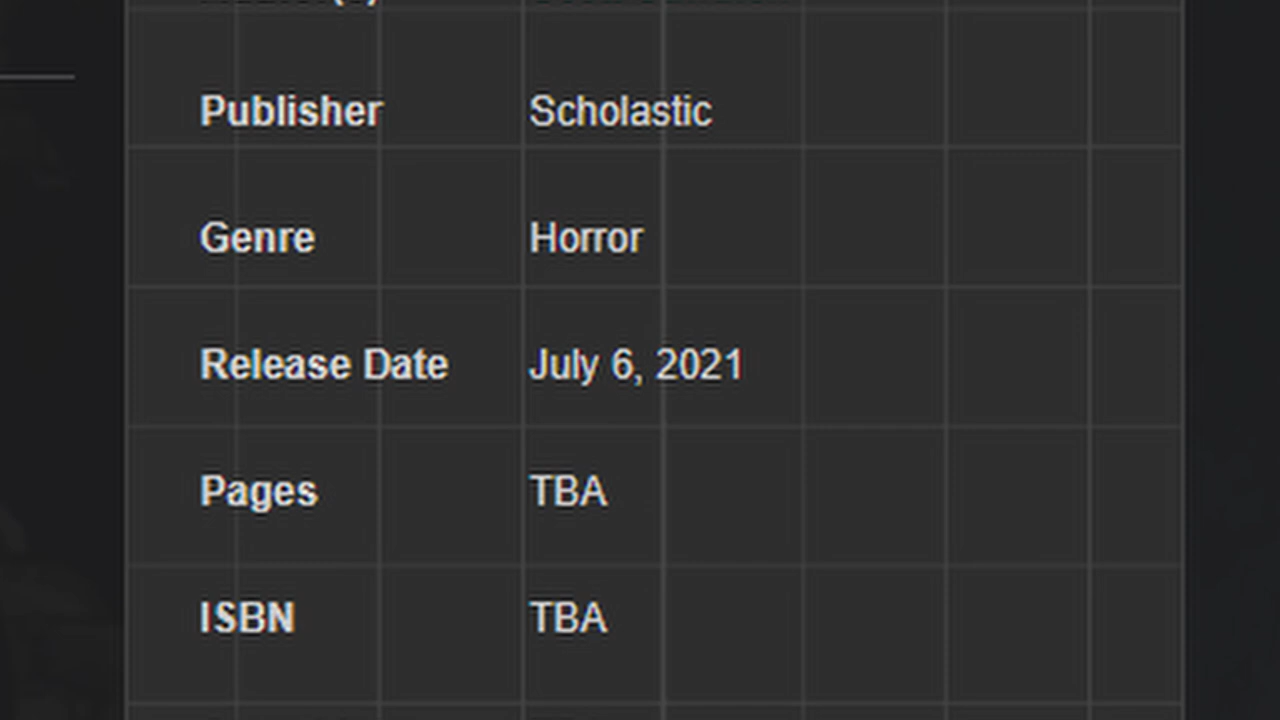 Publisher Scholastic
Genre Horror
Release Date July 6, 2021
Pages TBA
ISBN TBA